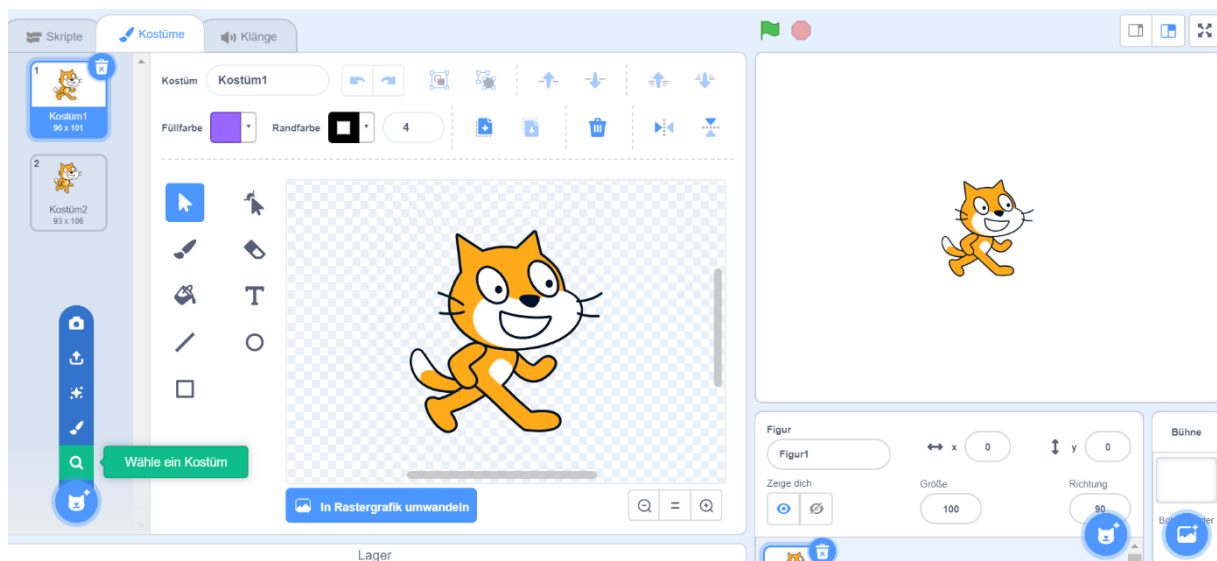 Skripte
Kostüme
Klänge
1
Kostüm1
96 x 101
2
Kostüm2
93 x 106
Wähle ein Kostüm
Kostüm
Kostüm1
Füllfarbe
Randfarbe
4
In Rastergrafik umwandeln
Lager
Figur
Figur1
x
0
y
0
Zeige dich
Größe
100
Richtung
90
Bühne